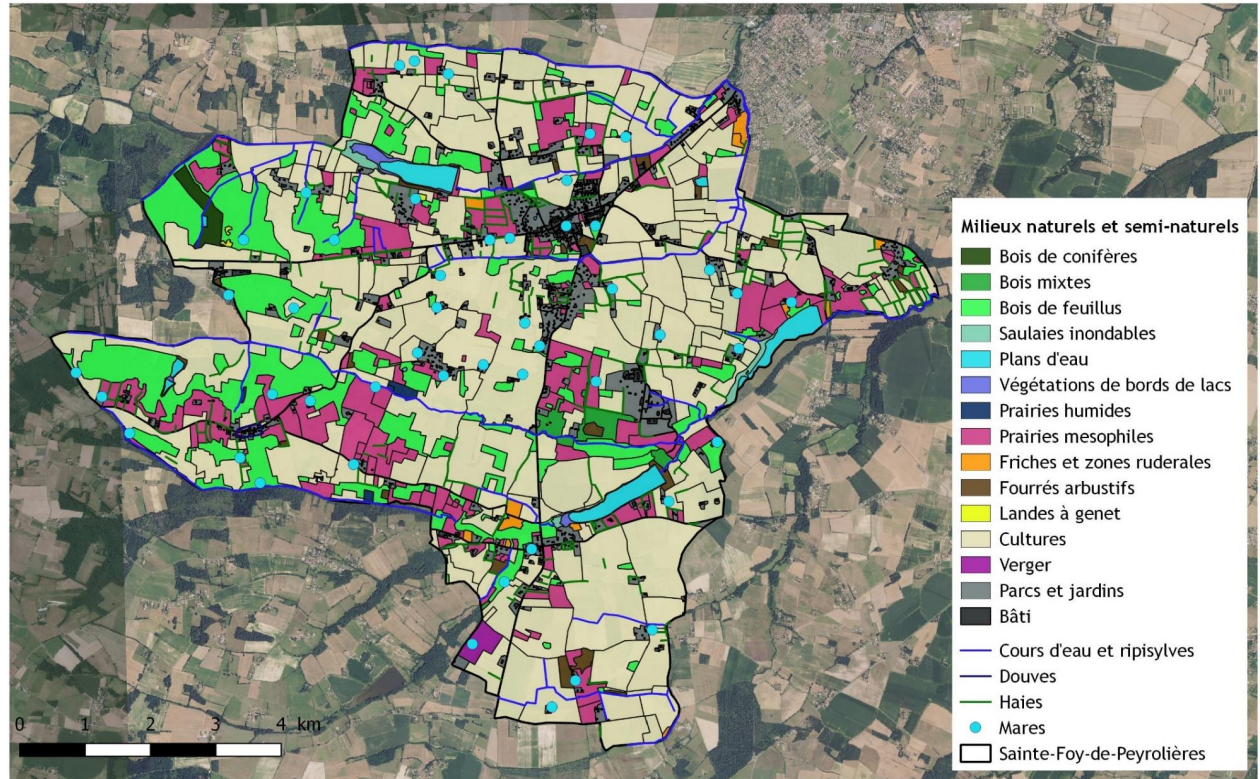 Milieux naturels et semi-naturels
Bois de conifères
Bois mixtes
Bois de feuillus
Saulaies inondables
Plans d'eau
Végétations de bords de lacs
Prairies humides
Prairies mesophiles
Friches et zones ruderales
Fourrés arbustifs
Landes à genet
Cultures
Verger
Parcs et jardins
Bâti
Cours d'eau et ripisylves
Douves
Haies
Mares
Sainte-Foy-de-Peyrolières
0 1 2 3 4 km